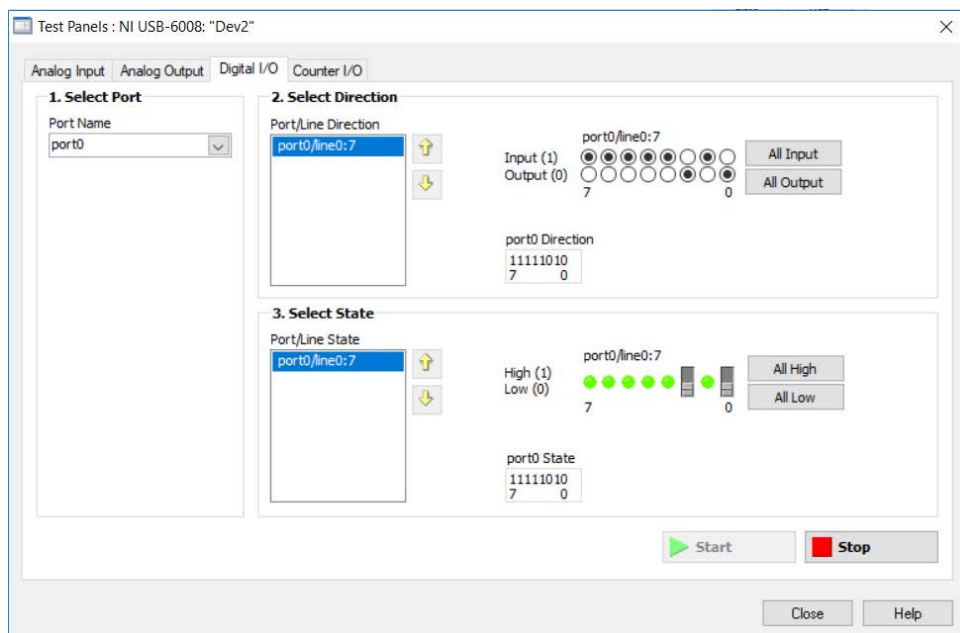 Test Panels : NI USB-6008: "Dev2"
Analog Input Analog Output Digital I/O Counter I/O
1. Select Port
Port Name
port0
2. Select Direction
Port/Line Direction
port0/line0:7
port0/line0:7
Input (1)
Output (0)
7 0
All Input
All Output
port0 Direction
11111010
7 0
3. Select State
Port/Line State
port0/line0:7
port0/line0:7
High (1)
Low (0)
7 0
All High
All Low
port0 State
11111010
7 0
Start
Stop
Close
Help